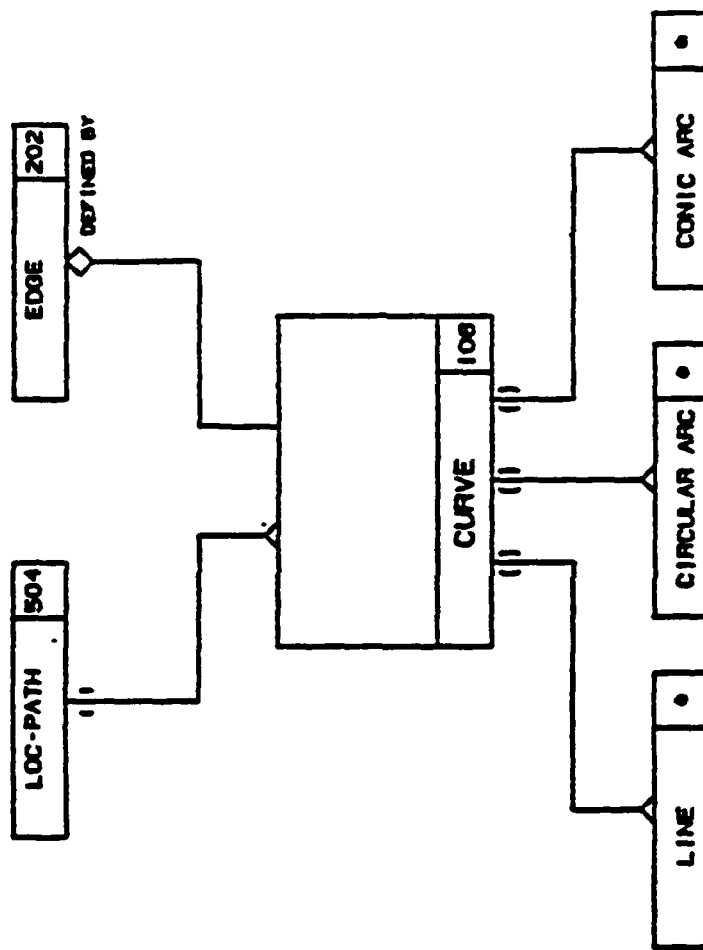 LOC-PATH 504
EDGE 202
DEFINED BY
CURVE 108
LINE *
CIRCULAR ARC *
CONIC ARC *